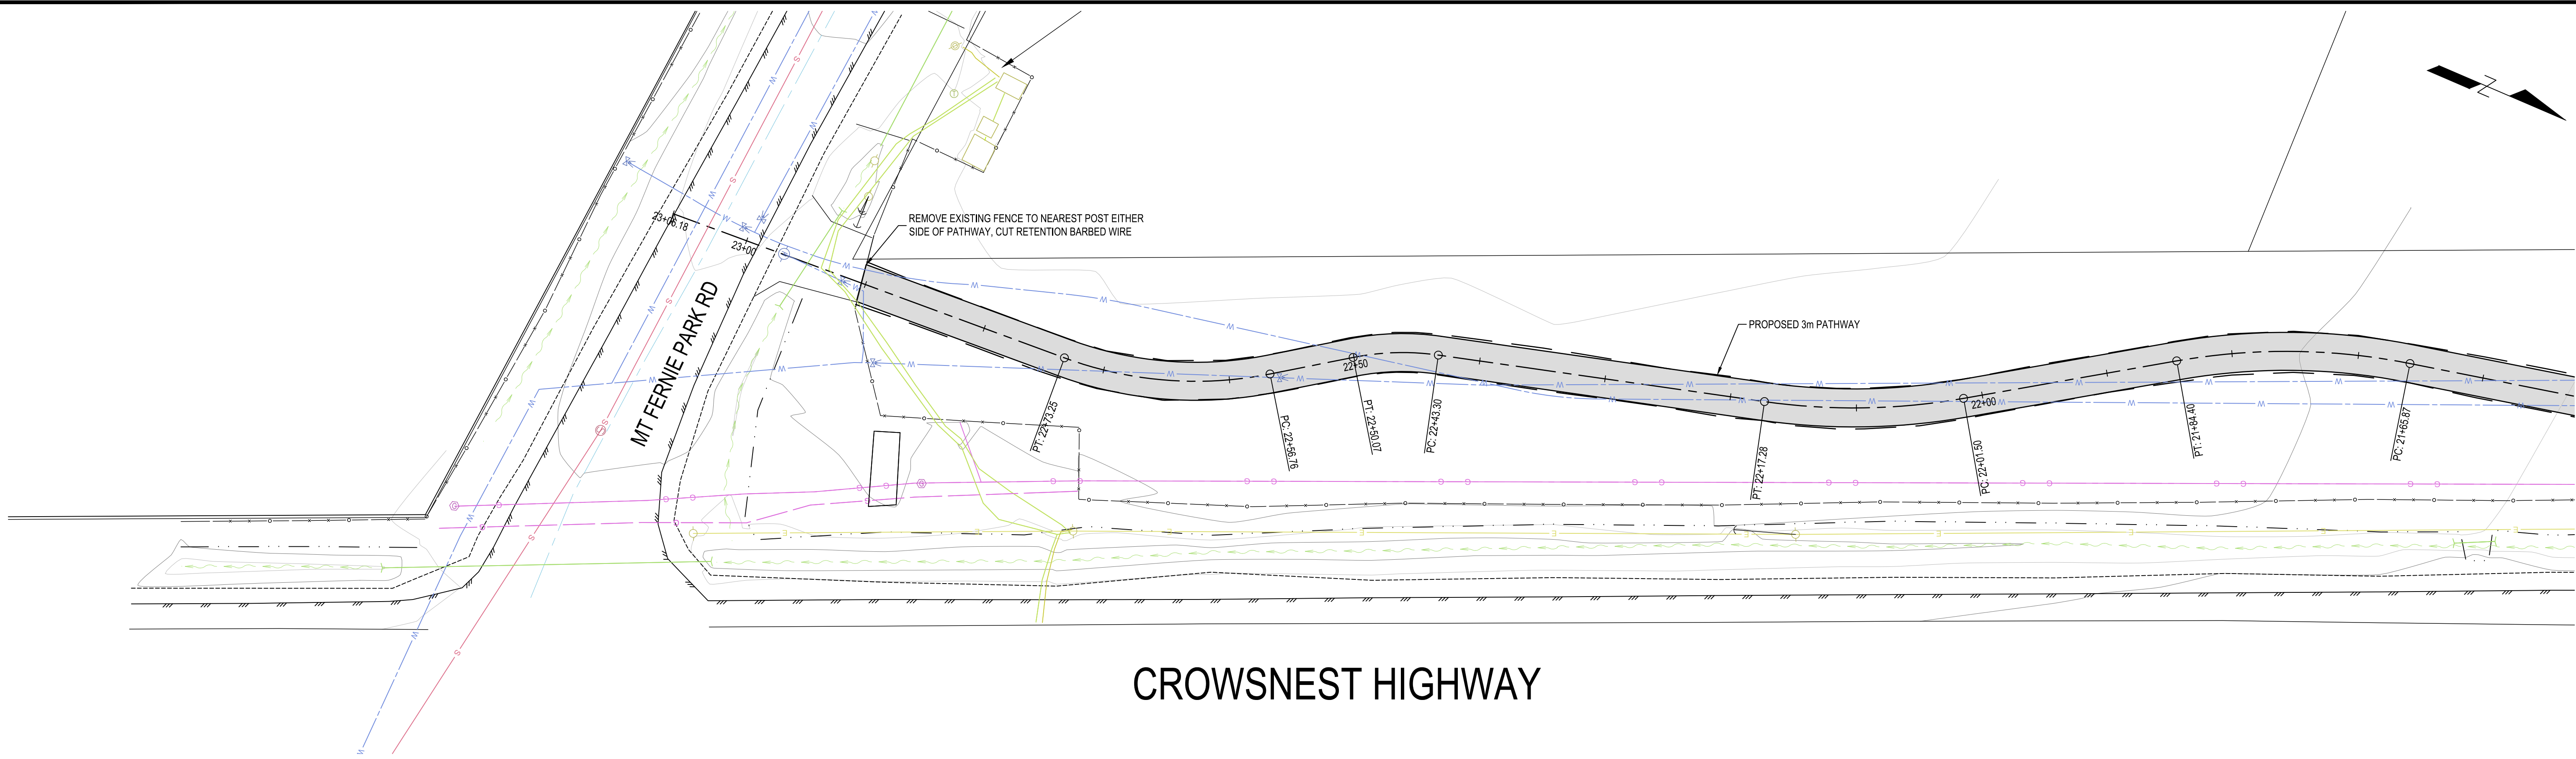 N
23+06.18
23+00
REMOVE EXISTING FENCE TO NEAREST POST EITHER
SIDE OF PATHWAY, CUT RETENTION BARBED WIRE
MT FERNIE PARK RD
PROPOSED 3m PATHWAY
PT: 22+73.25
PC: 22+56.76
22+50
PT: 22+50.07
PC: 22+43.30
PT: 22+17.28
22+00
PC: 22+01.50
PT: 21+84.40
PC: 21+65.87
CROWSNEST HIGHWAY